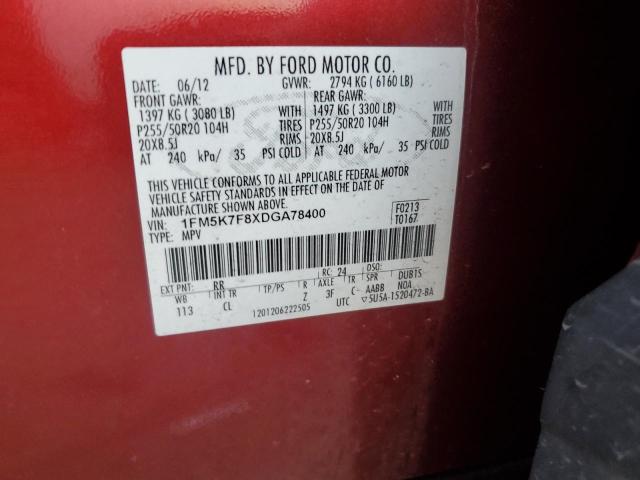 MFD. BY FORD MOTOR CO.
DATE: 06/12 GVWR: 2794 KG ( 6160 LB)
FRONT GAWR: REAR GAWR:
1397 KG ( 3080 LB) WITH 1497 KG ( 3300 LB) WITH
P255/50R20 104H TIRES P255/50R20 104H TIRES
20X8.5J RIMS 20X8.5J RIMS
AT 240 kPa/ 35 PSI COLD AT 240 kPa/ 35 PSI COLD
THIS VEHICLE CONFORMS TO ALL APPLICABLE FEDERAL MOTOR
VEHICLE SAFETY STANDARDS IN EFFECT ON THE DATE OF
MANUFACTURE SHOWN ABOVE.
VIN: 1FM5K7F8XDGA78400 F0213
TYPE: MPV T0167
EXT PNT: RR RC: 24 DSO:
WB INT TR TP/PS R AXLE TR SPR DUB1S
113 CL Z 3F C AABB NOA
1201206222505 UTC ▽5U5A-1520472-BA